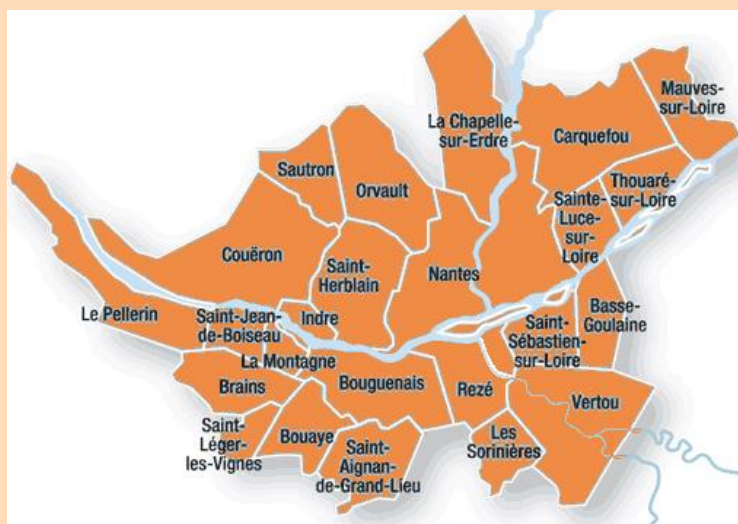 Mauves-
sur-Loire
La Chapelle-
sur-Erdre
Carquefou
Sautron
Orvault
Thouaré-
sur-Loire
Sainte-
Luce-
sur-
Loire
Couëron
Saint-
Herblain
Nantes
Le Pellerin
Saint-Jean-
de-Boiseau
Indre
Basse-
Goulaine
Saint-
Sébastien-
sur-Loire
La Montagne
Brains
Bouguenais
Rezé
Vertou
Saint-
Léger-
les-Vignes
Bouaye
Saint-
Aignan-
de-Grand-Lieu
Les
Sorinières